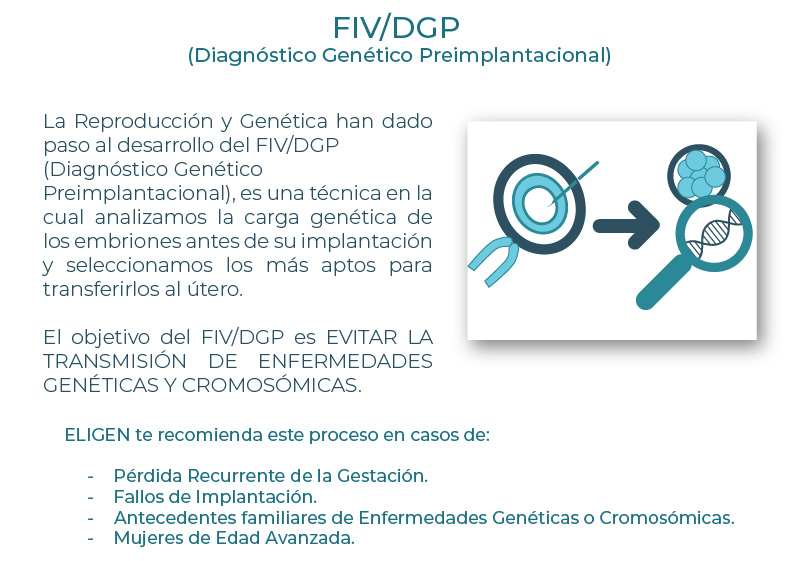 FIV/DGP
(Diagnóstico Genético Preimplantacional)
La Reproducción y Genética han dado
paso al desarrollo del FIV/DGP
(Diagnóstico Genético
Preimplantacional), es una técnica en la
cual analizamos la carga genética de
los embriones antes de su implantación
y seleccionamos los más aptos para
transferirlos al útero.
El objetivo del FIV/DGP es EVITAR LA
TRANSMISIÓN DE ENFERMEDADES
GENÉTICAS Y CROMOSÓMICAS.
ELIGEN te recomienda este proceso en casos de:
- Pérdida Recurrente de la Gestación.
- Fallos de Implantación.
- Antecedentes familiares de Enfermedades Genéticas o Cromosómicas.
- Mujeres de Edad Avanzada.